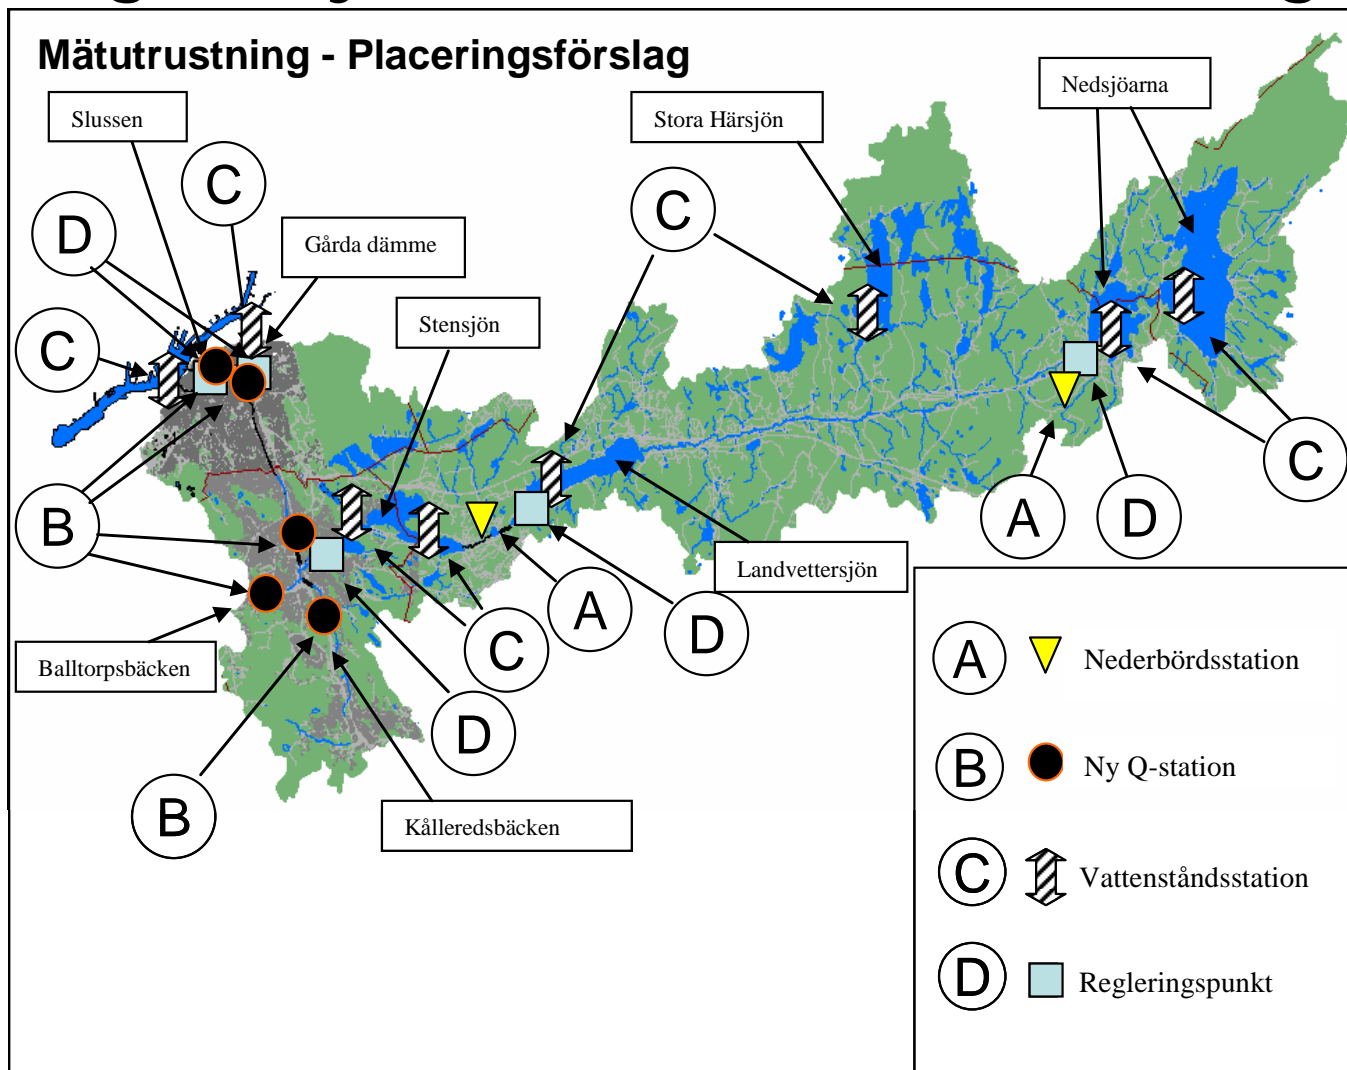 Mätutrustning - Placeringsförslag
Nedsjöarna
Slussen
Stora Härsjön
C
C
D
Gårda dämme
Stensjön
C
C
B
A
D
A
Landvettersjön
D
C
Balltorpsbäcken
D
B
Kålleredsbäcken
A Nederbördsstation
B Ny Q-station
C Vattenståndsstation
D Regleringspunkt